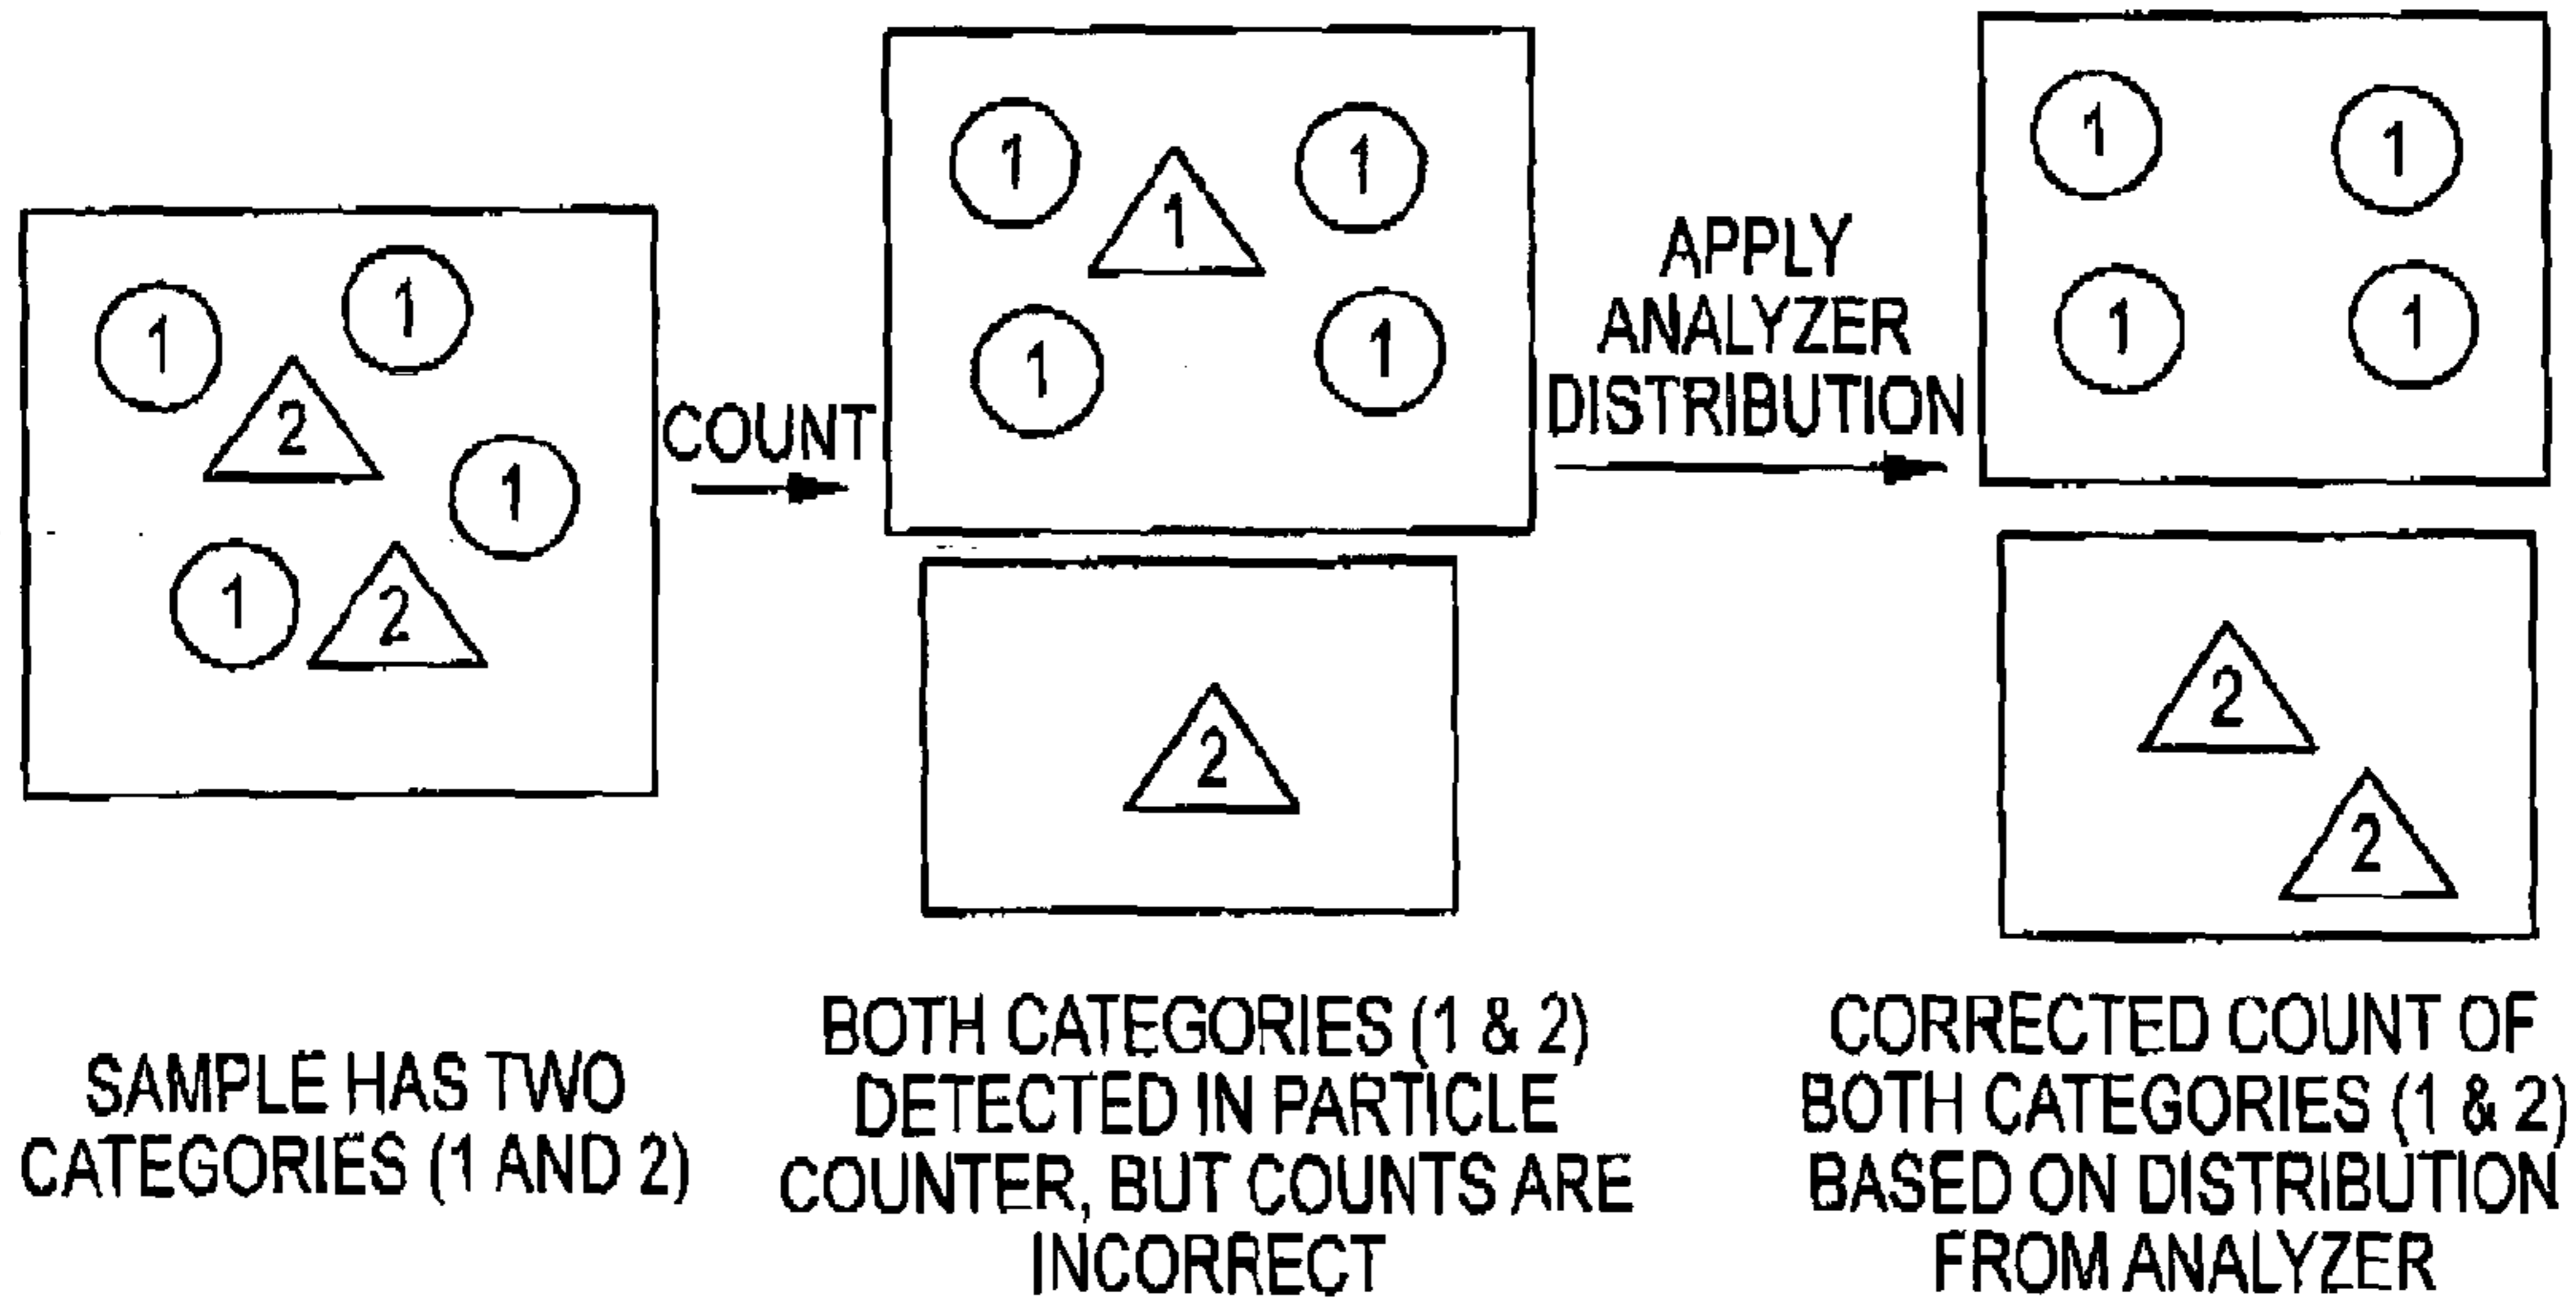 1
1
2
1
1
2
COUNT
1
1
1
1
1
2
APPLY
ANALYZER
DISTRIBUTION
1
1
1
1
2
2
SAMPLE HAS TWO
CATEGORIES (1 AND 2)
BOTH CATEGORIES (1 & 2)
DETECTED IN PARTICLE
COUNTER, BUT COUNTS ARE
INCORRECT
CORRECTED COUNT OF
BOTH CATEGORIES (1 & 2)
BASED ON DISTRIBUTION
FROM ANALYZER